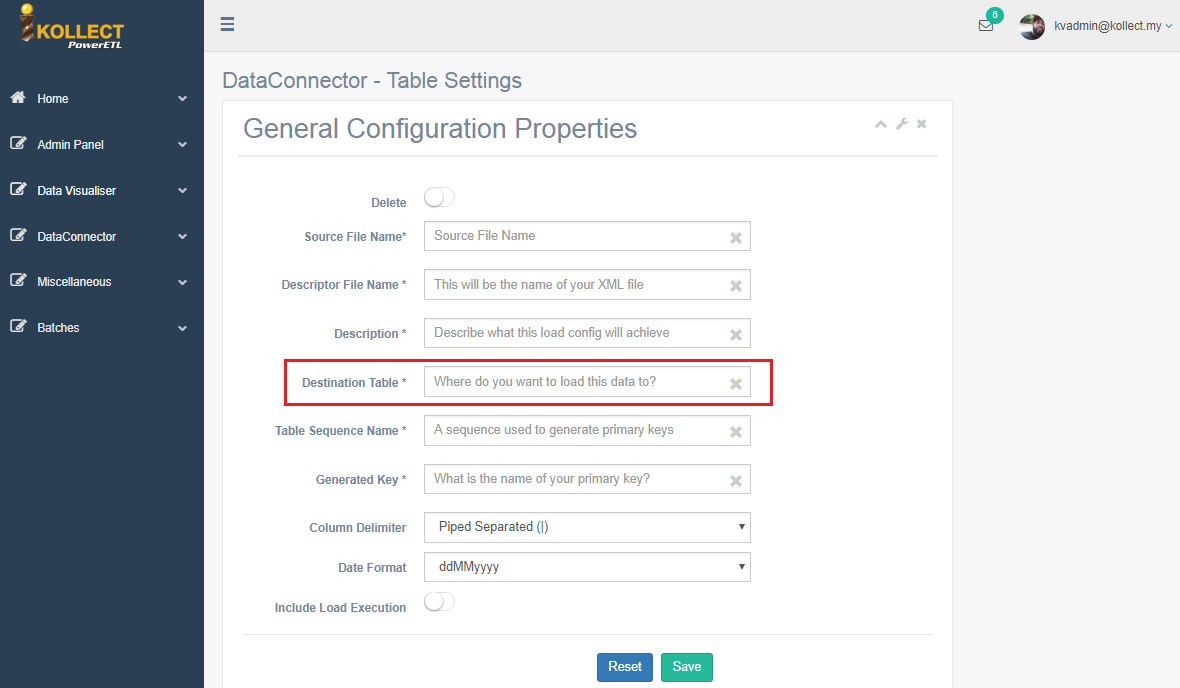 KOLLECT
PowerETL
6
kvadmin@kollect.my
Home
Admin Panel
Data Visualiser
DataConnector
Miscellaneous
Batches
DataConnector - Table Settings
General Configuration Properties
Delete
Source File Name* Source File Name
Descriptor File Name * This will be the name of your XML file
Description * Describe what this load config will achieve
Destination Table * Where do you want to load this data to?
Table Sequence Name * A sequence used to generate primary keys
Generated Key * What is the name of your primary key?
Column Delimiter Piped Separated (|)
Date Format ddMMyyyy
Include Load Execution
Reset Save